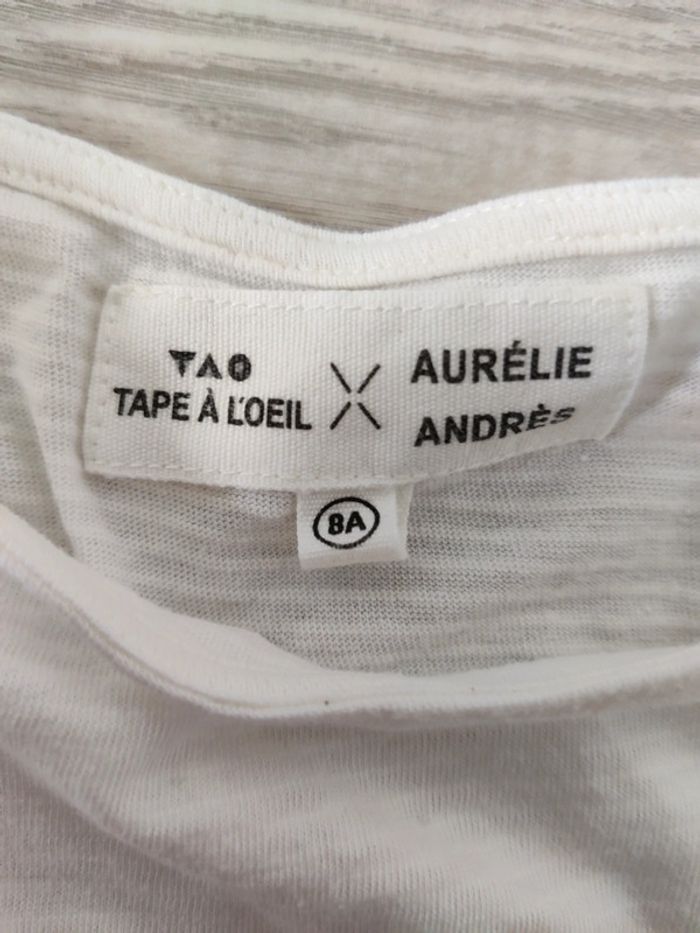 TAO
TAPE À L'OEIL
X
AURÉLIE
ANDRÈS
8A